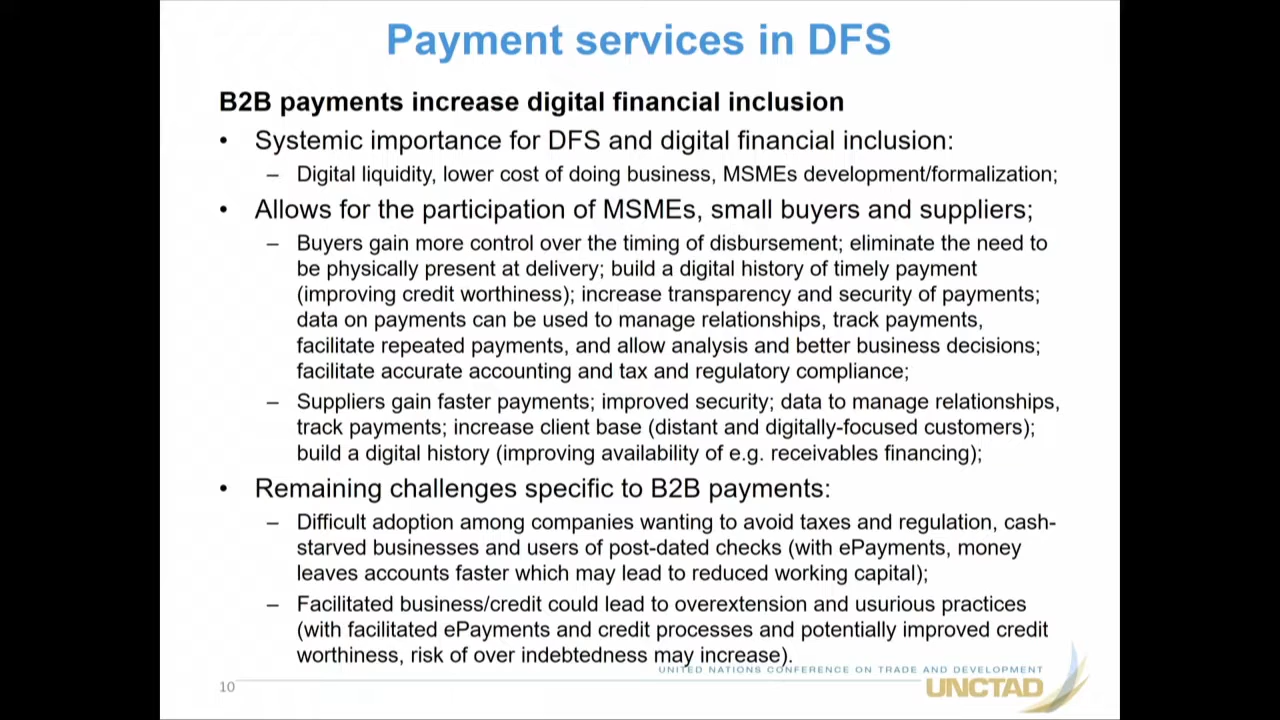 Payment services in DFS
B2B payments increase digital financial inclusion
• Systemic importance for DFS and digital financial inclusion:
– Digital liquidity, lower cost of doing business, MSMEs development/formalization;
• Allows for the participation of MSMEs, small buyers and suppliers;
– Buyers gain more control over the timing of disbursement; eliminate the need to
be physically present at delivery; build a digital history of timely payment
(improving credit worthiness); increase transparency and security of payments;
data on payments can be used to manage relationships, track payments,
facilitate repeated payments, and allow analysis and better business decisions;
facilitate accurate accounting and tax and regulatory compliance;
– Suppliers gain faster payments; improved security; data to manage relationships,
track payments; increase client base (distant and digitally-focused customers);
build a digital history (improving availability of e.g. receivables financing);
• Remaining challenges specific to B2B payments:
– Difficult adoption among companies wanting to avoid taxes and regulation, cash-
starved businesses and users of post-dated checks (with ePayments, money
leaves accounts faster which may lead to reduced working capital);
– Facilitated business/credit could lead to overextension and usurious practices
(with facilitated ePayments and credit processes and potentially improved credit
worthiness, risk of over indebtedness may increase).
UNITED NATIONS CONFERENCE ON TRADE AND DEVELOPMENT
10
UNCTAD